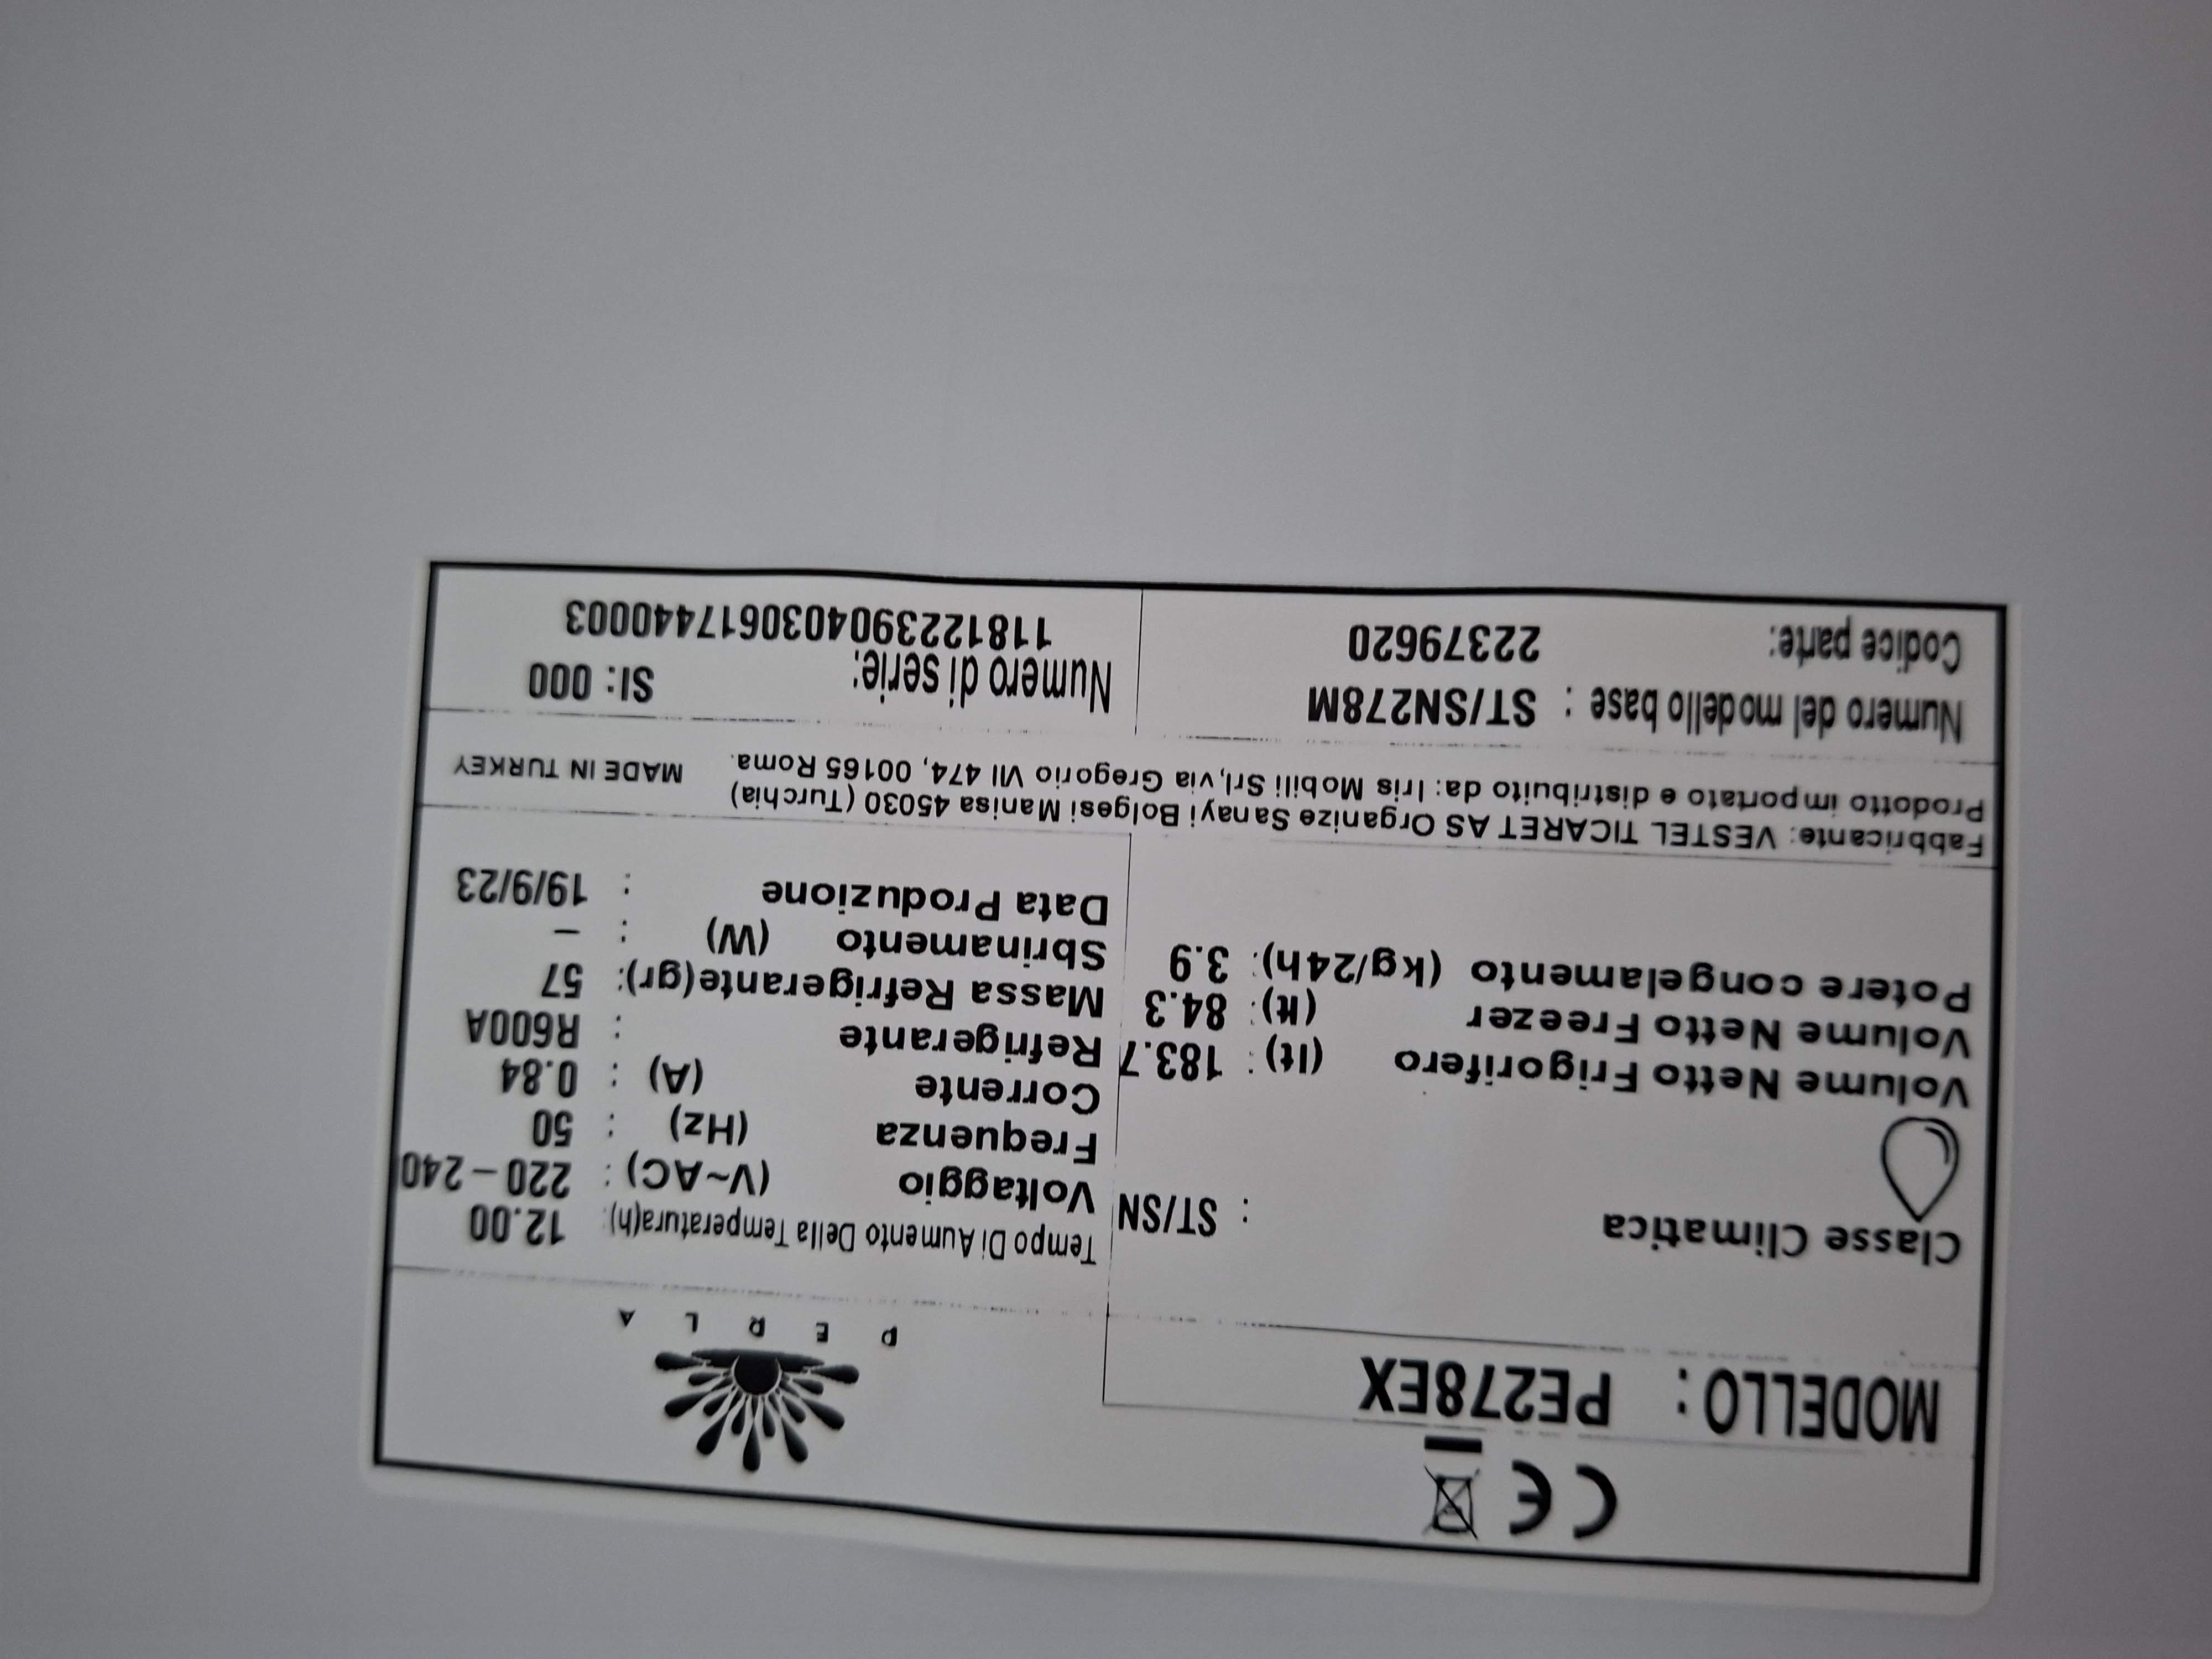 CE
MODELLO : PE278EX
P E R L A
Classe Climatica : ST/SN
Volume Netto Frigorifero (lt): 183.7
Volume Netto Freezer (lt): 84.3
Potere congelamento (kg/24h): 3.9
Tempo Di Aumento Della Temperatura(h): 12.00
Voltaggio (V~AC) : 220-240
Frequenza (Hz) : 50
Corrente (A) : 0.84
Refrigerante : R600A
Massa Refrigerante(gr): 57
Sbrinamento (W) : -
Data Produzione : 19/9/23
Fabbricante: VESTEL TICARET AS Organize Sanayi Bolgesi Manisa 45030 (Turchia)
Prodotto importato e distribuito da: Iris Mobili Srl,via Gregorio VII 474, 00165 Roma. MADE IN TURKEY
Numero del modello base : ST/SN278M
Codice parte: 22379620
Numero di serie: SI: 000
1181223904030617440003